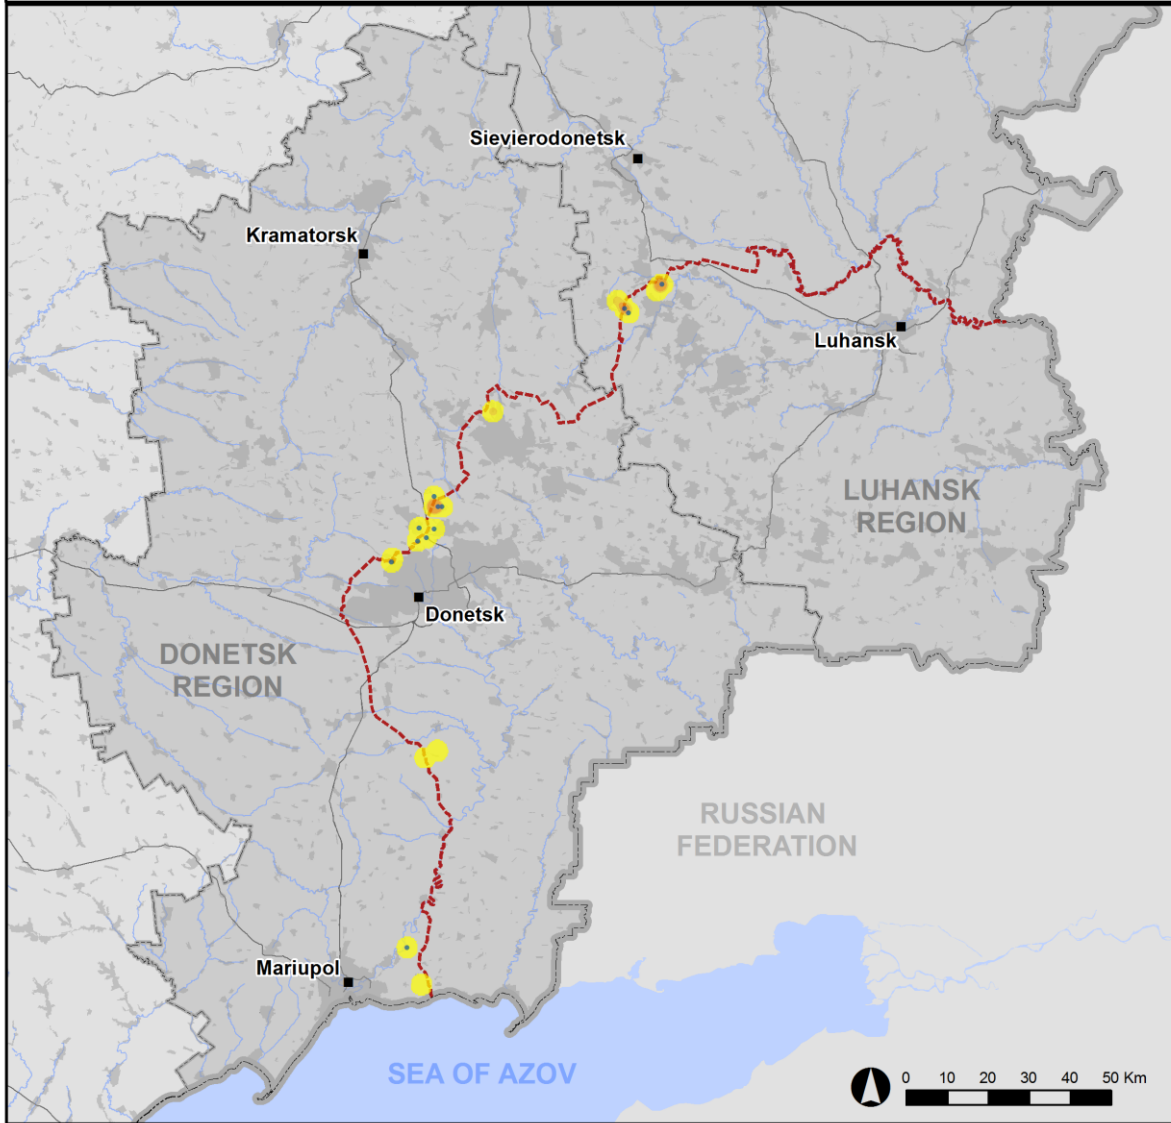 Sievierodonetsk
Kramatorsk
Luhansk
LUHANSK
REGION
Donetsk
DONETSK
REGION
RUSSIAN
FEDERATION
Mariupol
SEA OF AZOV
0 10 20 30 40 50 Km